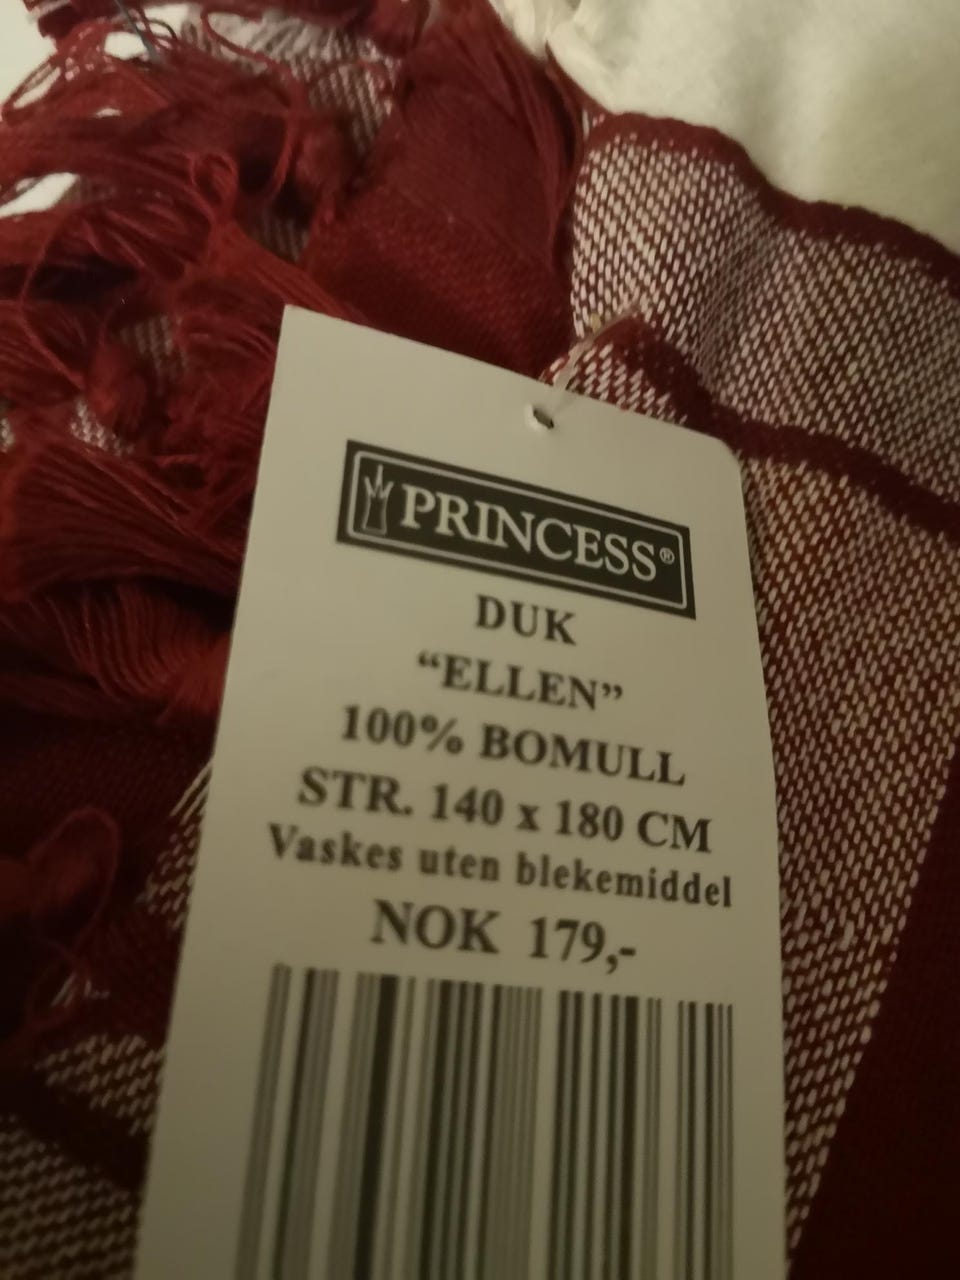 PRINCESS®
DUK
“ELLEN”
100% BOMULL
STR. 140 x 180 CM
Vaskes uten blekemiddel
NOK 179,-